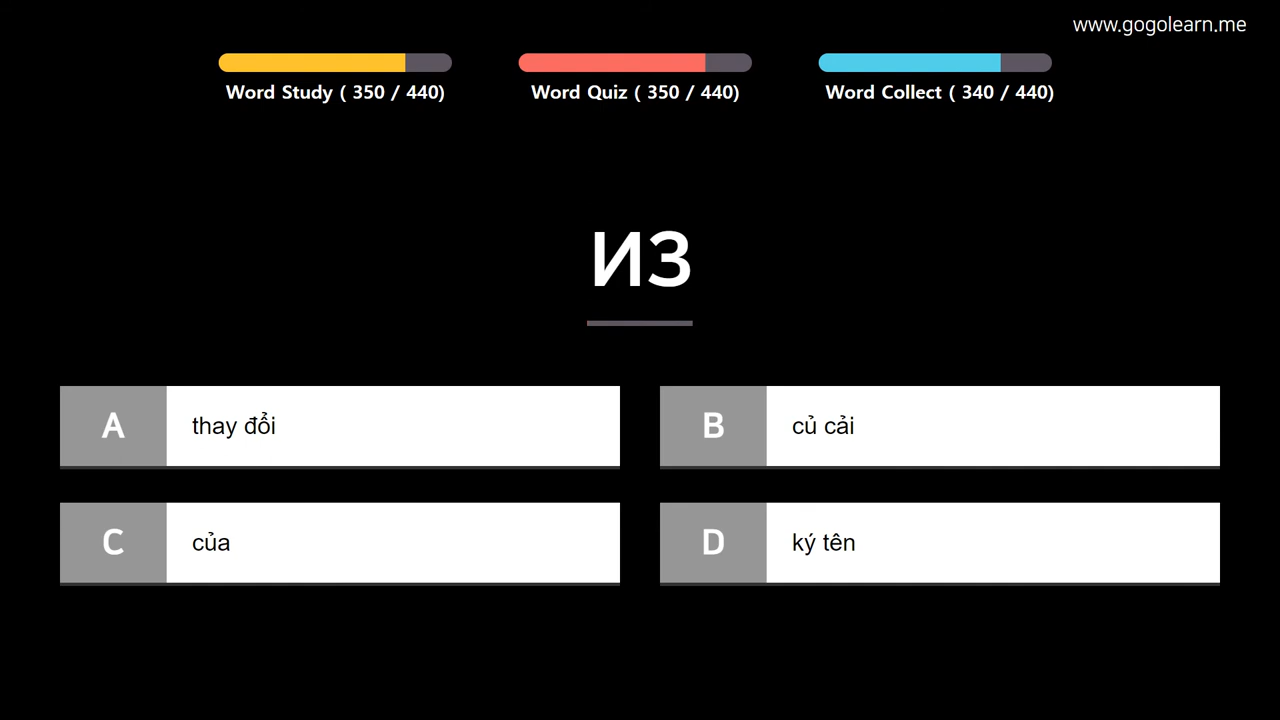 www.gogolearn.me
Word Study ( 350 / 440)
Word Quiz ( 350 / 440)
Word Collect ( 340 / 440)
из
A thay đổi
B củ cải
C của
D ký tên